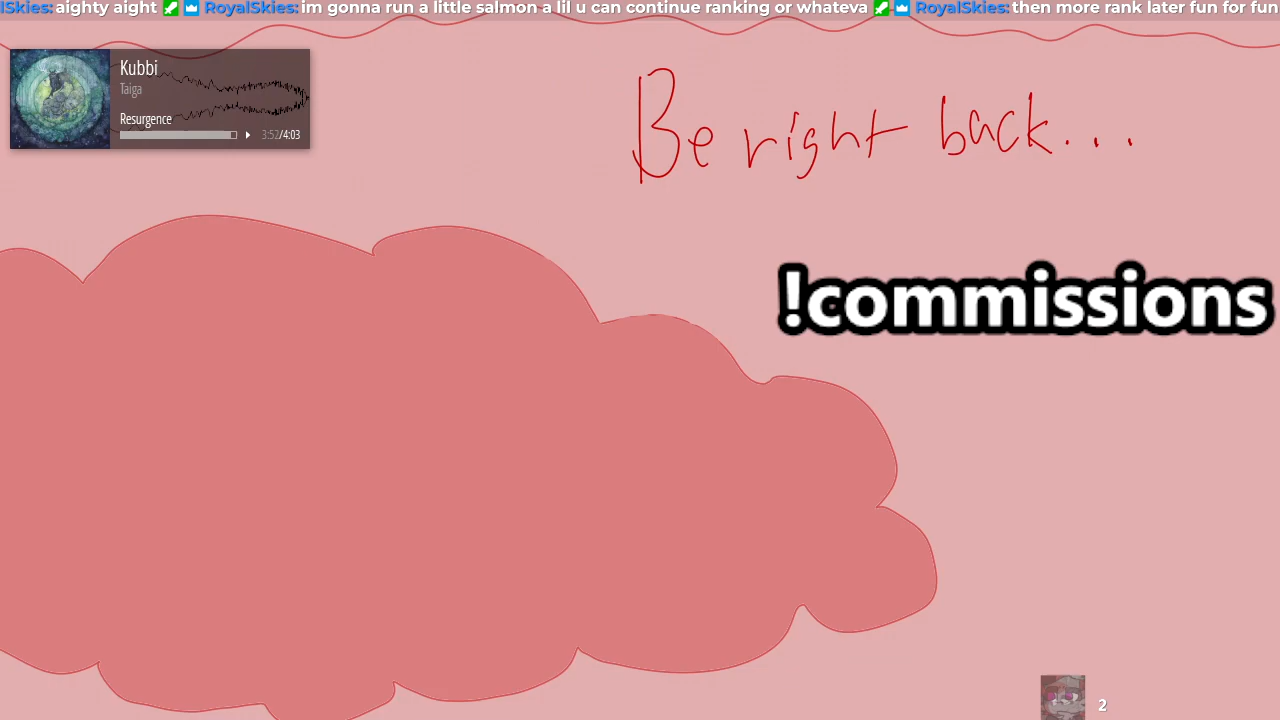 lSkies: aighty aight RoyalSkies: im gonna run a little salmon a lil u can continue ranking or whateva RoyalSkies: then more rank later fun for fun
Kubbi
Taiga
Resurgence
3:52/4:03
Be right back...
!commissions
2